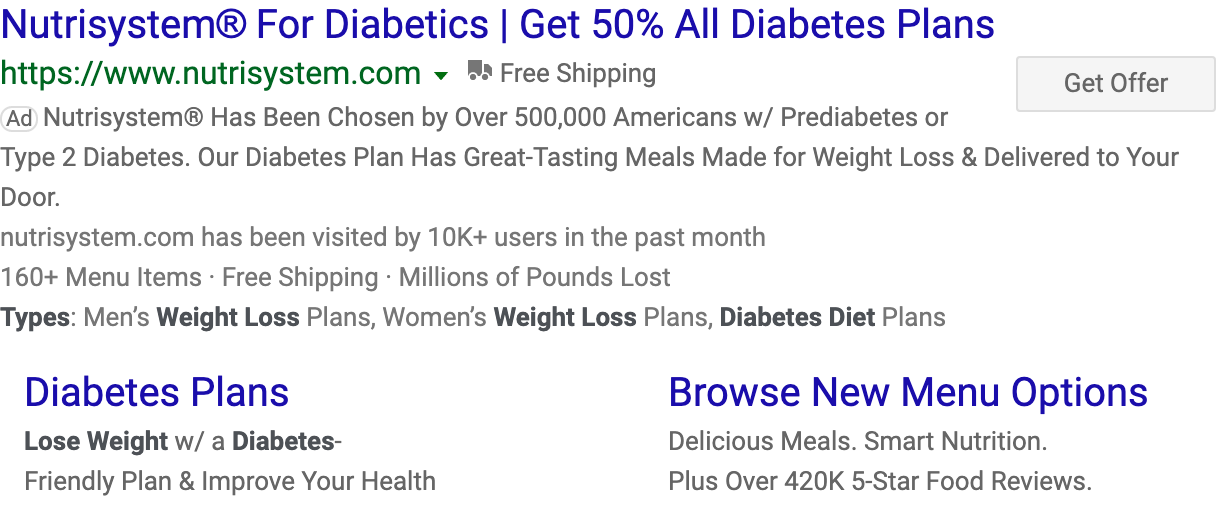 Nutrisystem® For Diabetics | Get 50% All Diabetes Plans
https://www.nutrisystem.com Free Shipping
Get Offer
Ad Nutrisystem® Has Been Chosen by Over 500,000 Americans w/ Prediabetes or
Type 2 Diabetes. Our Diabetes Plan Has Great-Tasting Meals Made for Weight Loss & Delivered to Your
Door.
nutrisystem.com has been visited by 10K+ users in the past month
160+ Menu Items · Free Shipping · Millions of Pounds Lost
Types: Men’s Weight Loss Plans, Women’s Weight Loss Plans, Diabetes Diet Plans
Diabetes Plans
Lose Weight w/ a Diabetes-
Friendly Plan & Improve Your Health
Browse New Menu Options
Delicious Meals. Smart Nutrition.
Plus Over 420K 5-Star Food Reviews.